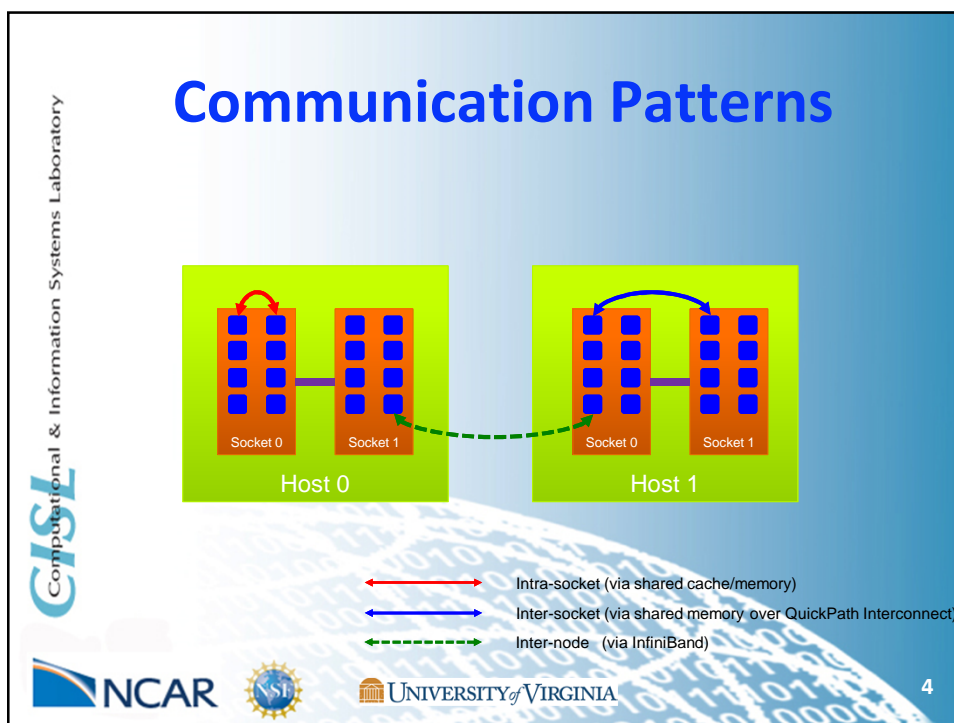 Communication Patterns
Computational & Information Systems Laboratory
CISL
Socket 0
Socket 1
Host 0
Socket 0
Socket 1
Host 1
Intra-socket (via shared cache/memory)
Inter-socket (via shared memory over QuickPath Interconnect)
Inter-node (via InfiniBand)
NCAR
NSF
UNIVERSITY of VIRGINIA
4